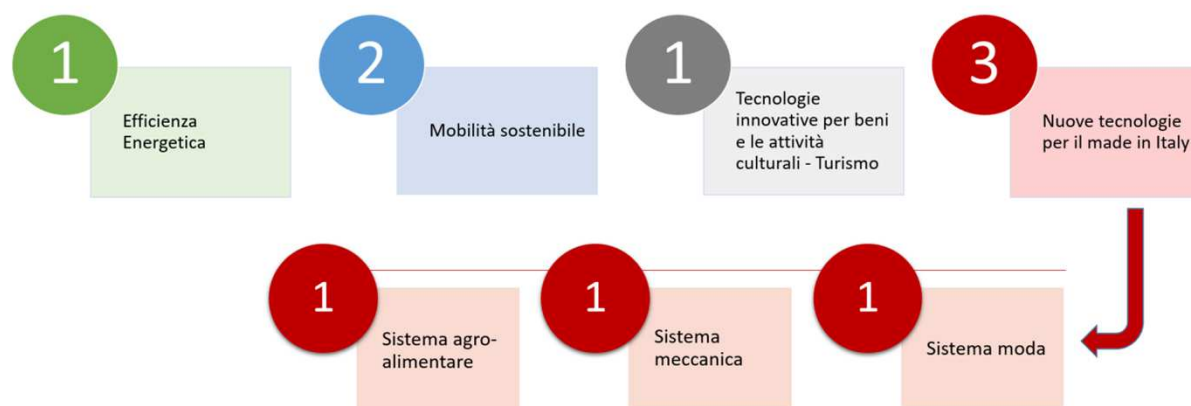 1
Efficienza
Energetica
2
Mobilità sostenibile
1
Tecnologie
innovative per beni
e le attività
culturali - Turismo
3
Nuove tecnologie
per il made in Italy
1
Sistema agro-
alimentare
1
Sistema
meccanica
1
Sistema moda